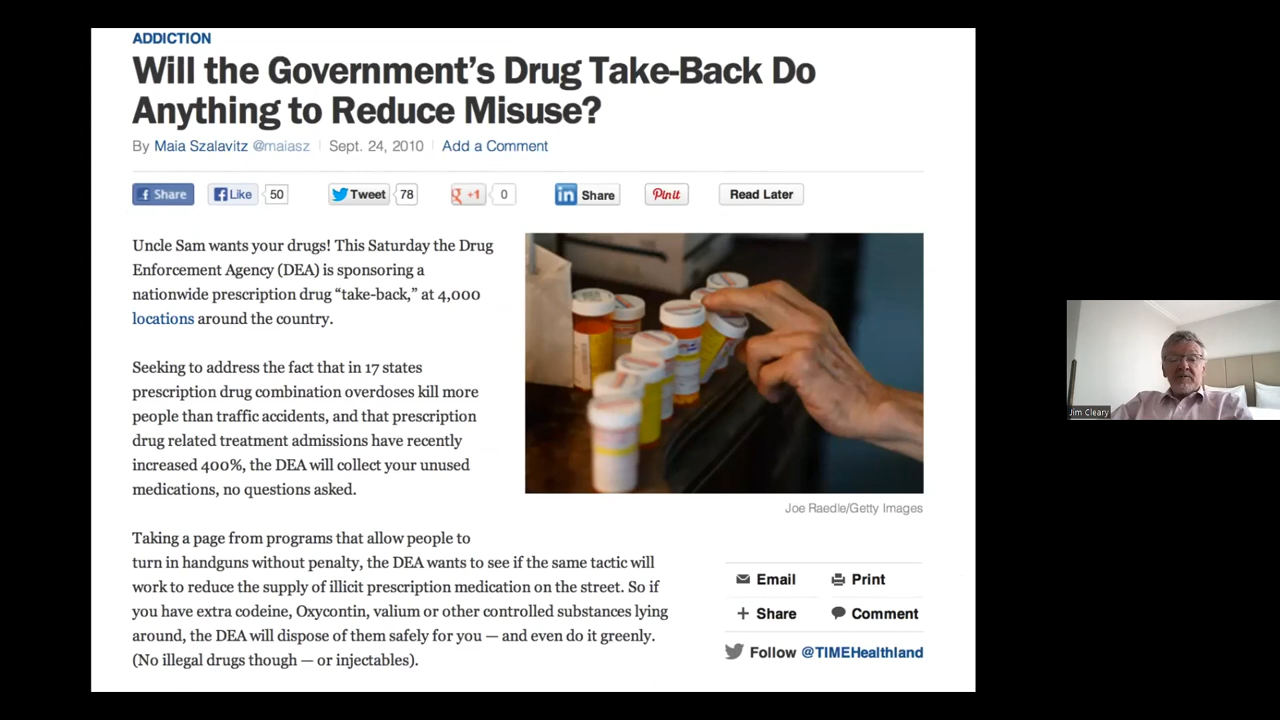 ADDICTION
Will the Government's Drug Take-Back Do
Anything to Reduce Misuse?
By Maia Szalavitz @maiasz | Sept. 24, 2010 | Add a Comment
Share Like 50 Tweet 78 +1 0 Share Pinit Read Later
Uncle Sam wants your drugs! This Saturday the Drug
Enforcement Agency (DEA) is sponsoring a
nationwide prescription drug “take-back,” at 4,000
locations around the country.
Seeking to address the fact that in 17 states
prescription drug combination overdoses kill more
people than traffic accidents, and that prescription
drug related treatment admissions have recently
increased 400%, the DEA will collect your unused
medications, no questions asked.
Joe Raedle/Getty Images
Taking a page from programs that allow people to
turn in handguns without penalty, the DEA wants to see if the same tactic will
work to reduce the supply of illicit prescription medication on the street. So if
you have extra codeine, Oxycontin, valium or other controlled substances lying
around, the DEA will dispose of them safely for you — and even do it greenly.
(No illegal drugs though — or injectables).
Email Print
+ Share Comment
Follow @TIMEHealthland
Jim Cleary